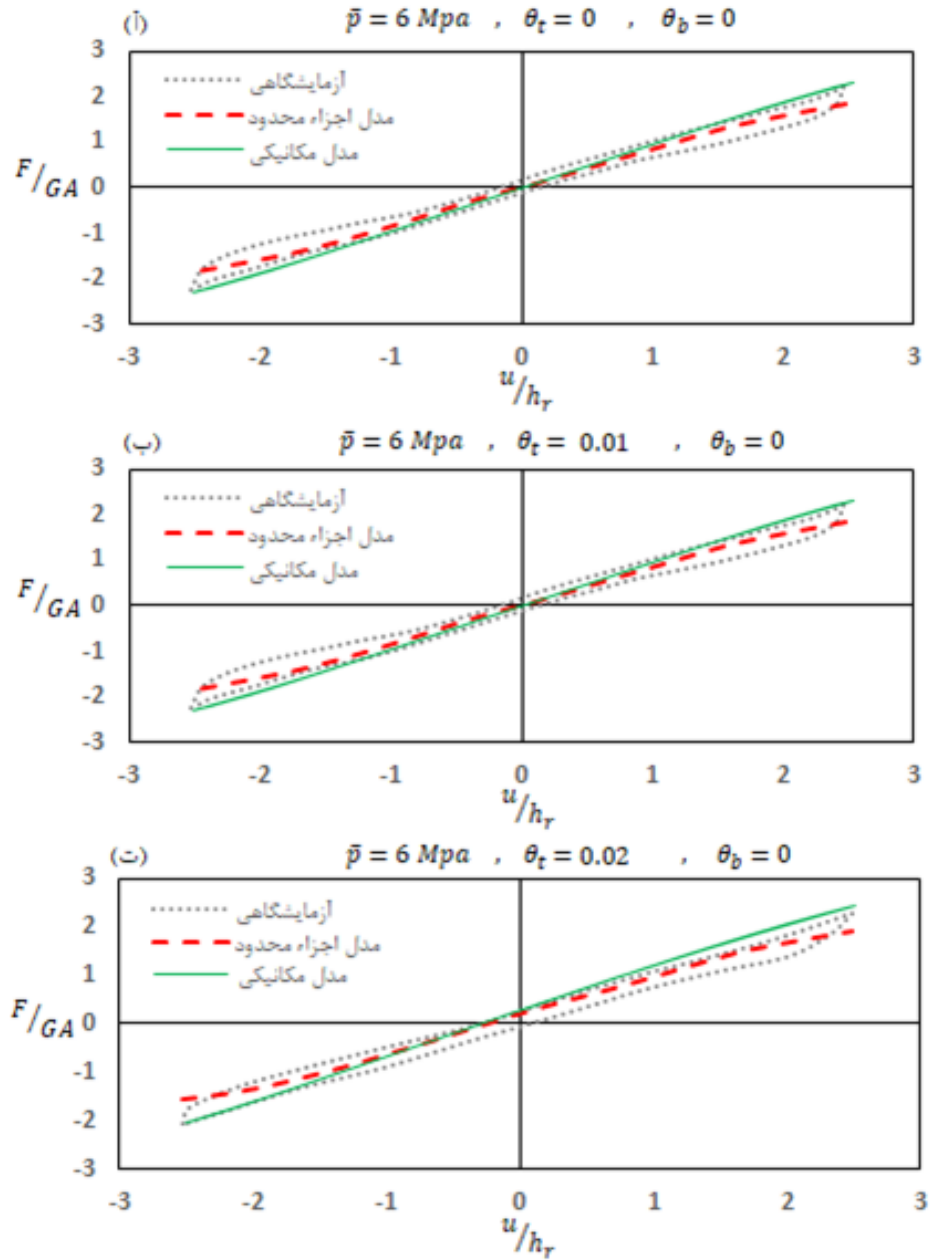 (أ) p̄ = 6 Mpa , θt = 0 , θb = 0
3
2
1
0
-1
-2
-3
آزمایشگاهی
مدل اجزاء محدود
مدل مکانیکی
F/GA
-3 -2 -1 0 1 2 3
u/hr
(ب) p̄ = 6 Mpa , θt = 0.01 , θb = 0
3
2
1
0
-1
-2
-3
آزمایشگاهی
مدل اجزاء محدود
مدل مکانیکی
F/GA
-3 -2 -1 0 1 2 3
u/hr
(ت) p̄ = 6 Mpa , θt = 0.02 , θb = 0
3
2
1
0
-1
-2
-3
آزمایشگاهی
مدل اجزاء محدود
مدل مکانیکی
F/GA
-3 -2 -1 0 1 2 3
u/hr